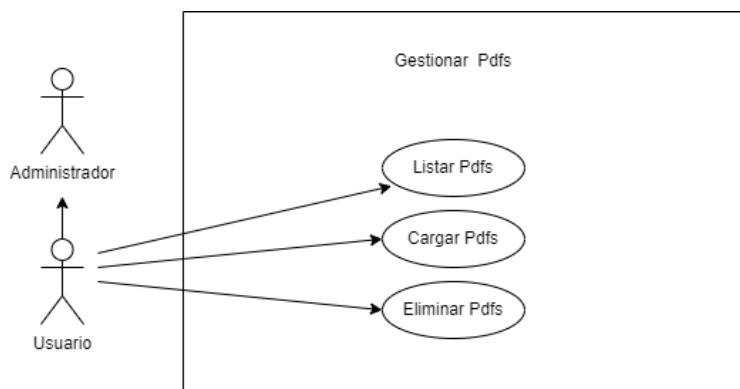 Gestionar Pdfs
Administrador
Listar Pdfs
Cargar Pdfs
Eliminar Pdfs
Usuario